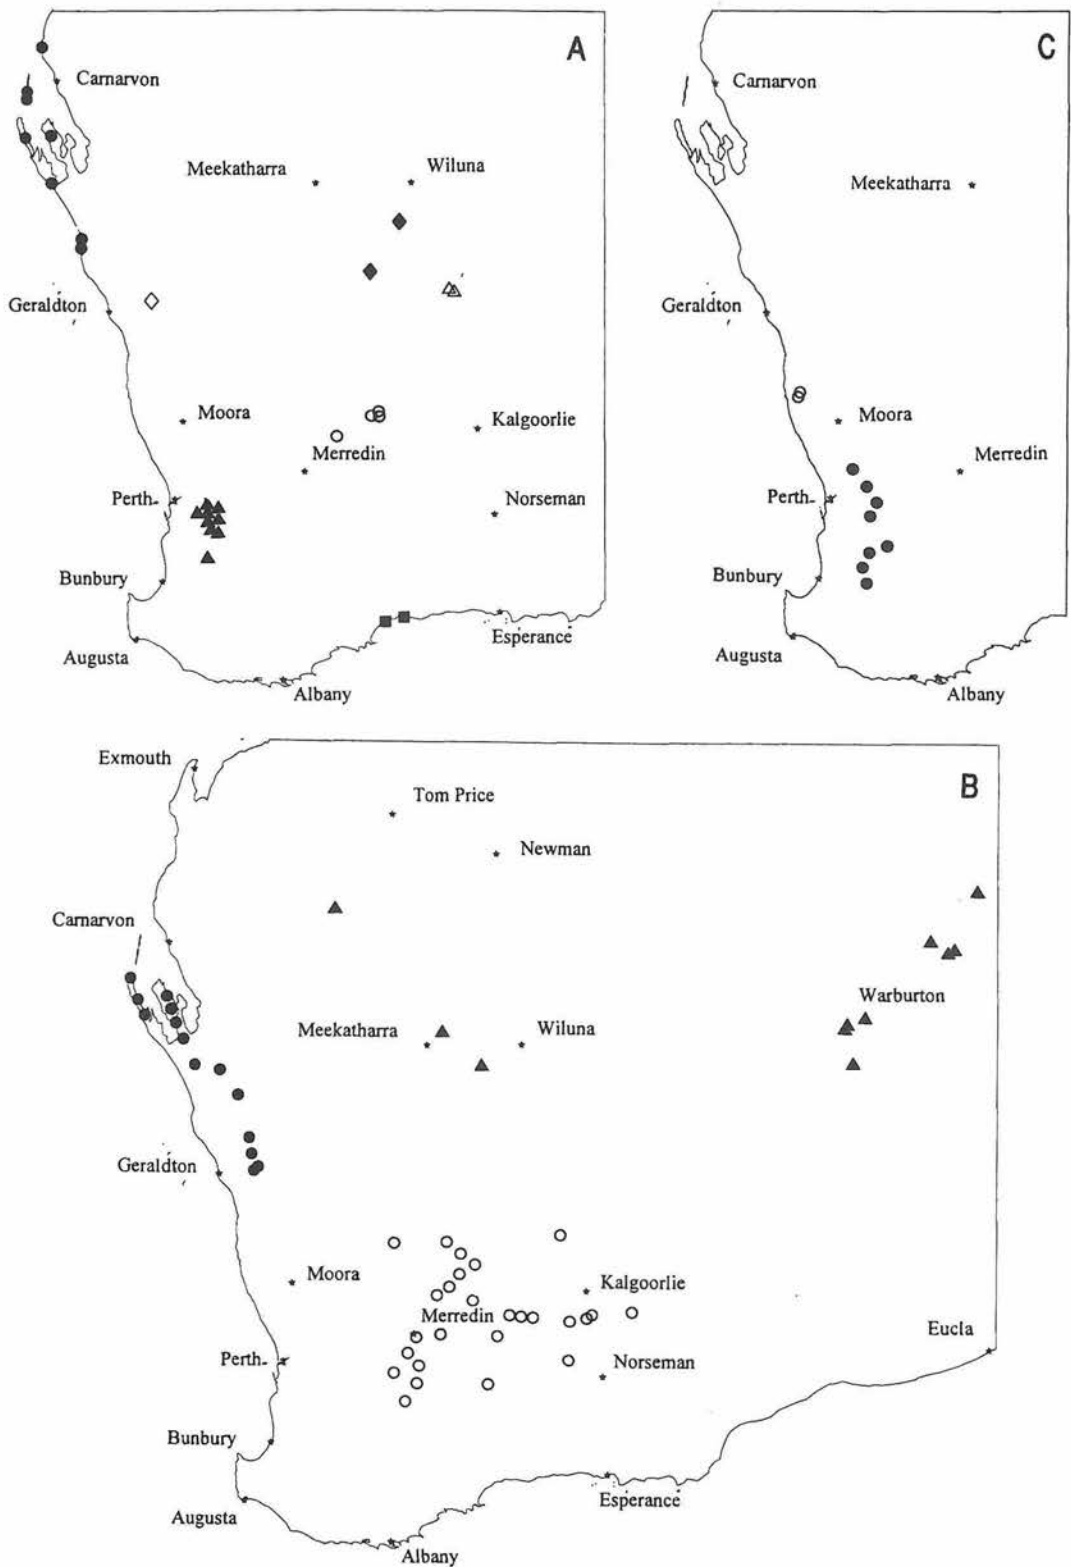 A
Carnarvon
Meekatharra
Wiluna
Geraldton
Moora
Kalgoorlie
Merredin
Perth
Norseman
Bunbury
Esperance
Augusta
Albany
C
Carnarvon
Meekatharra
Geraldton
Moora
Merredin
Perth
Bunbury
Augusta
Albany
B
Exmouth
Tom Price
Newman
Carnarvon
Warburton
Meekatharra
Wiluna
Geraldton
Moora
Kalgoorlie
Merredin
Eucla
Perth
Norseman
Bunbury
Esperance
Augusta
Albany